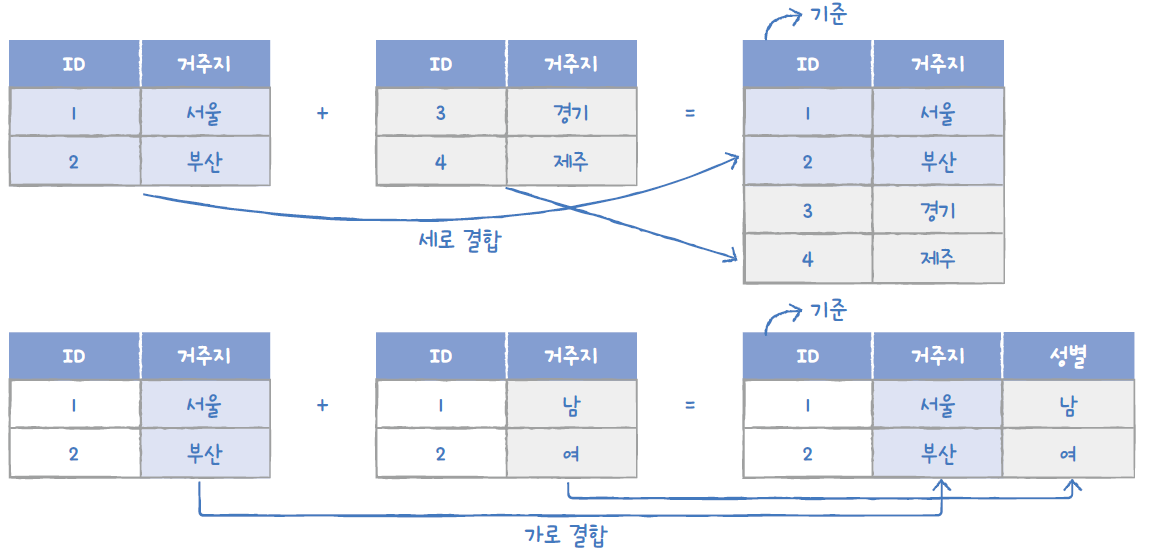 기준
ID 거주지 ID 거주지 ID 거주지
1 서울 + 3 경기 = 1 서울
2 부산 4 제주 2 부산
3 경기
세로 결합
4 제주
기준
ID 거주지 ID 거주지 ID 거주지 성별
1 서울 + 1 남 = 1 서울 남
2 부산 2 여 2 부산 여
가로 결합